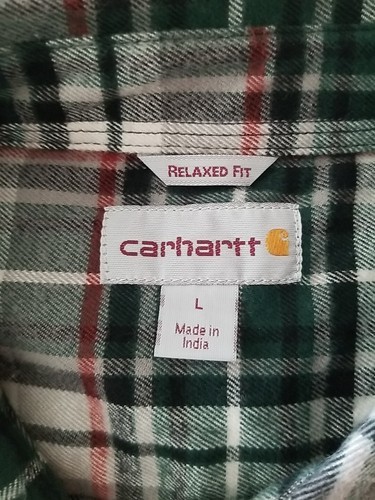 RELAXED FIT
carhartt
L
Made in
India